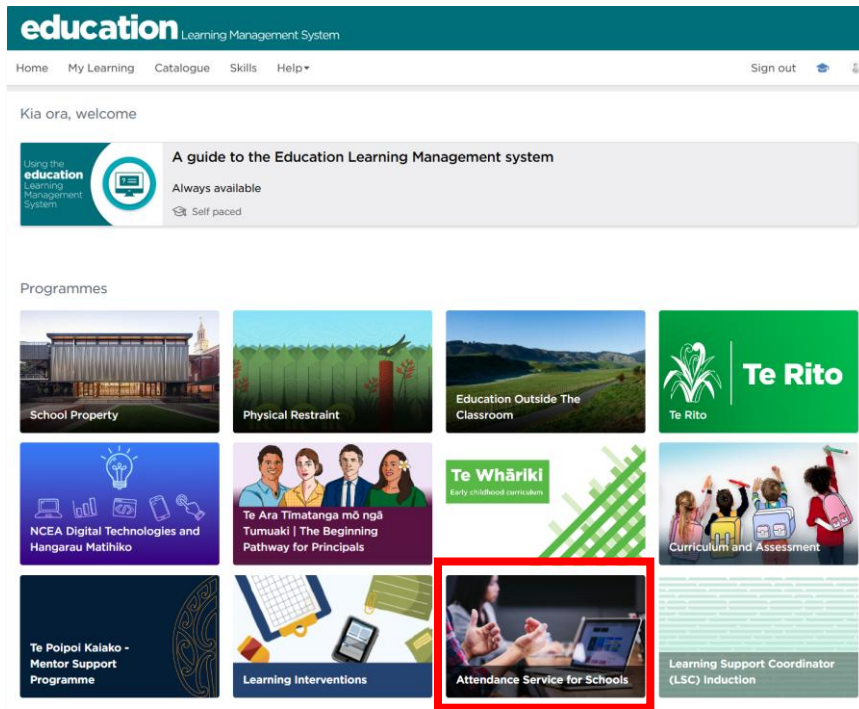 education Learning Management System
Home My Learning Catalogue Skills Help Sign out
Kia ora, welcome
Using the
education
Learning
Management
System
A guide to the Education Learning Management system
Always available
Self paced
Programmes
School Property
Physical Restraint
Education Outside The
Classroom
Te Rito
Te Rito
NCEA Digital Technologies and
Hangarau Matihiko
Te Ara Tīmatanga mō ngā
Tumuaki | The Beginning
Pathway for Principals
Te Whāriki
Early childhood curriculum
Curriculum and Assessment
Te Poipoi Kaiako -
Mentor Support
Programme
Learning Interventions
Attendance Service for Schools
Learning Support Coordinator
(LSC) Induction